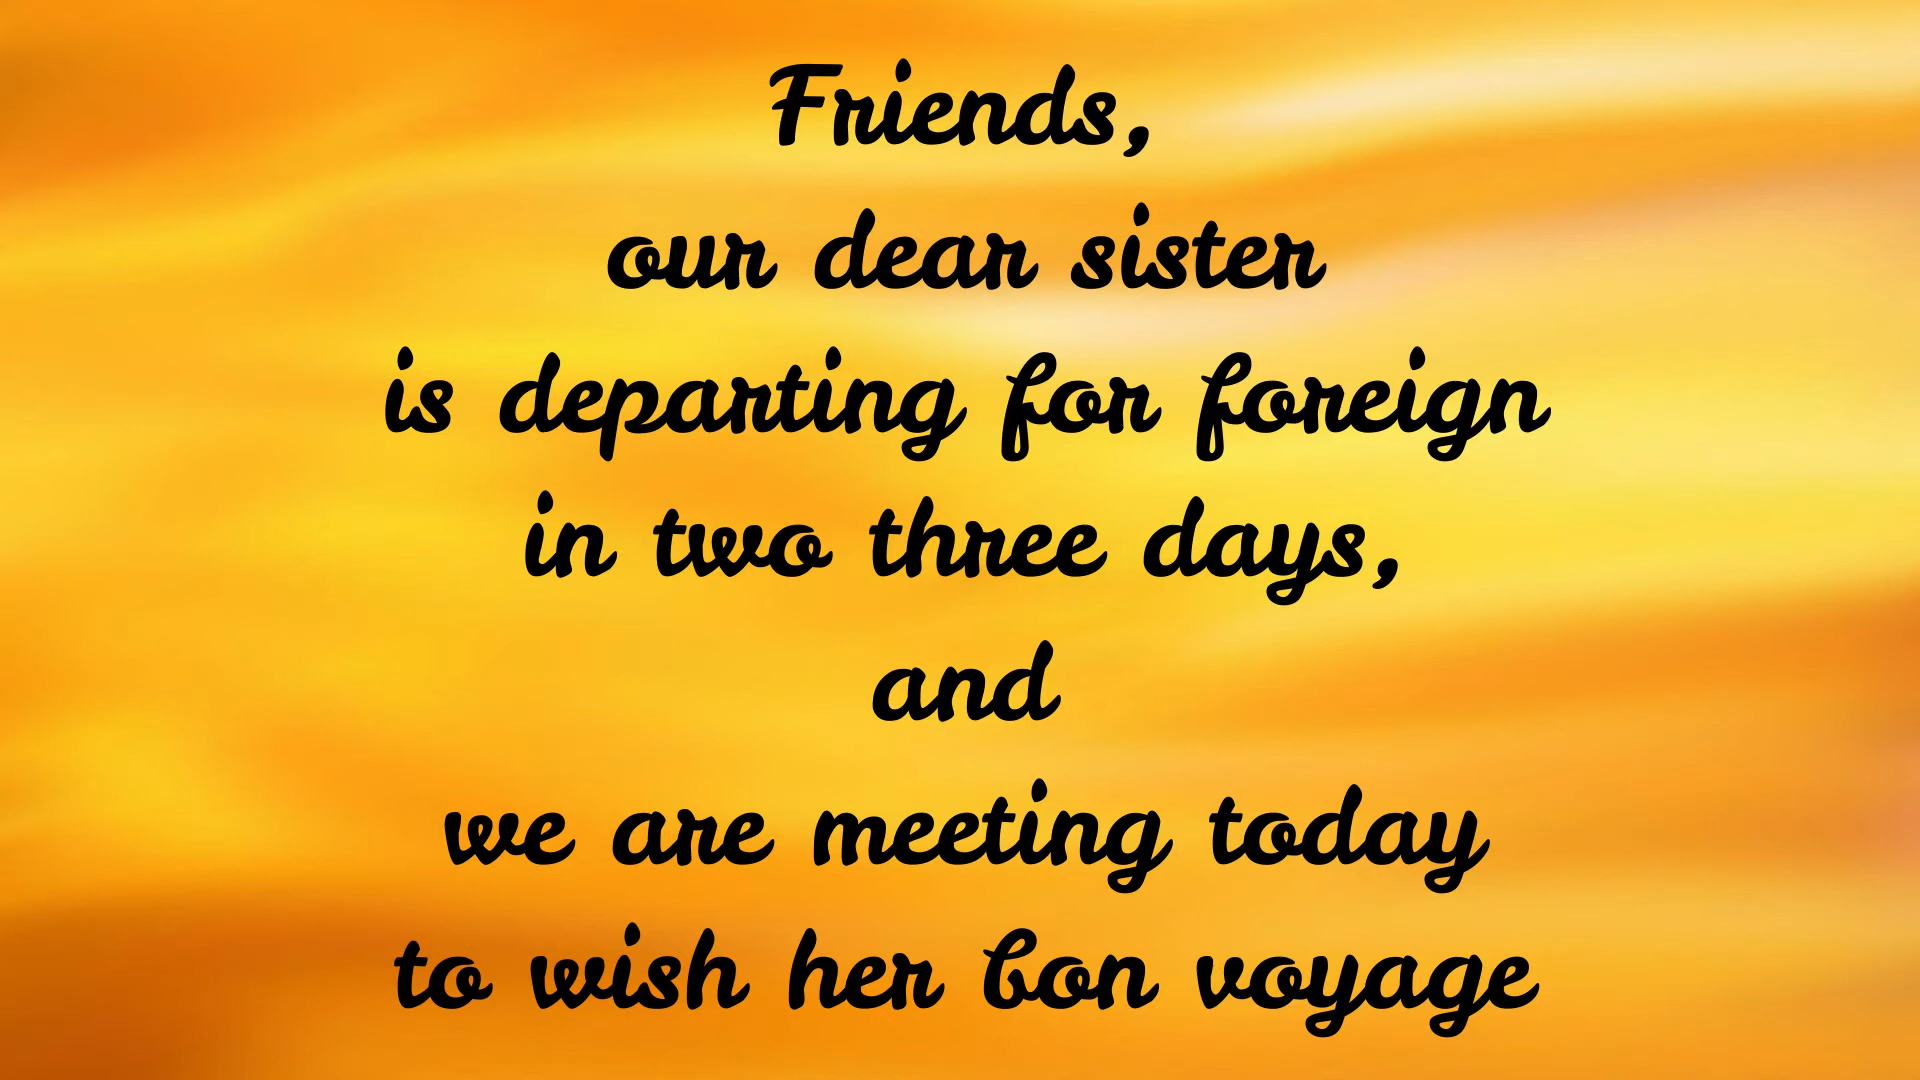 Friends,
our dear sister
is departing for foreign
in two three days,
and
we are meeting today
to wish her bon voyage